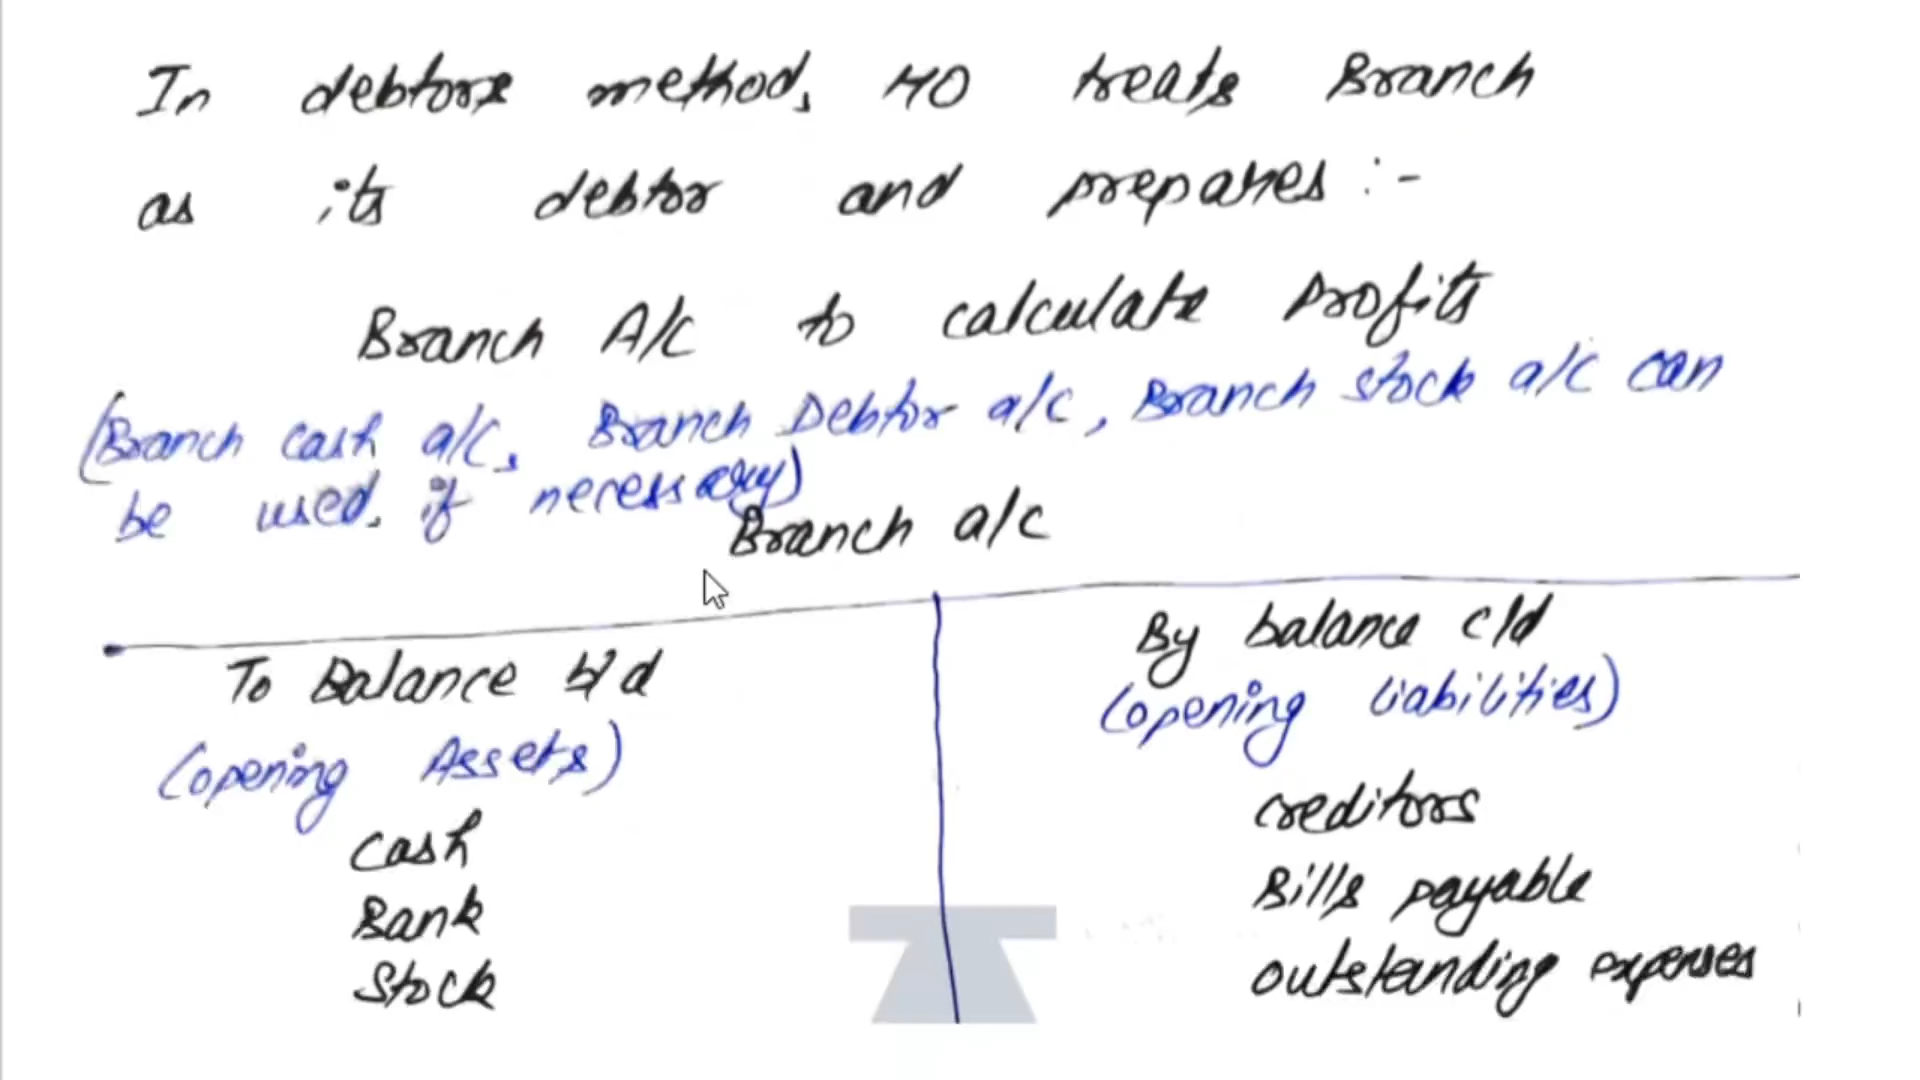 In debtors method, HO treats Branch
as its debtor and prepares :-
Branch A/c to calculate profits
(Branch cash a/c, Branch Debtor a/c, Branch stock a/c can
be used, if necessary)
Branch a/c
To Balance b/d
(opening Assets)
cash
Bank
Stock
By balance c/d
(opening liabilities)
creditors
Bills payable
outstanding expenses